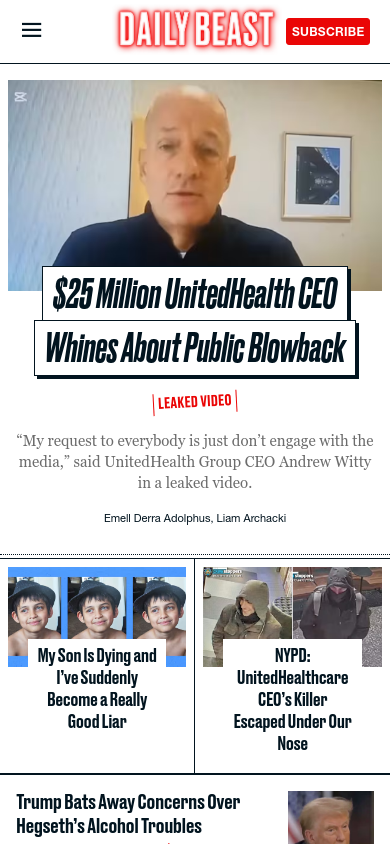 DAILY BEAST
SUBSCRIBE
$25 Million UnitedHealth CEO
Whines About Public Blowback
LEAKED VIDEO
“My request to everybody is just don’t engage with the
media,” said UnitedHealth Group CEO Andrew Witty
in a leaked video.
Emell Derra Adolphus, Liam Archacki
My Son Is Dying and
I’ve Suddenly
Become a Really
Good Liar
NYPD:
UnitedHealthcare
CEO’s Killer
Escaped Under Our
Nose
Trump Bats Away Concerns Over
Hegseth’s Alcohol Troubles